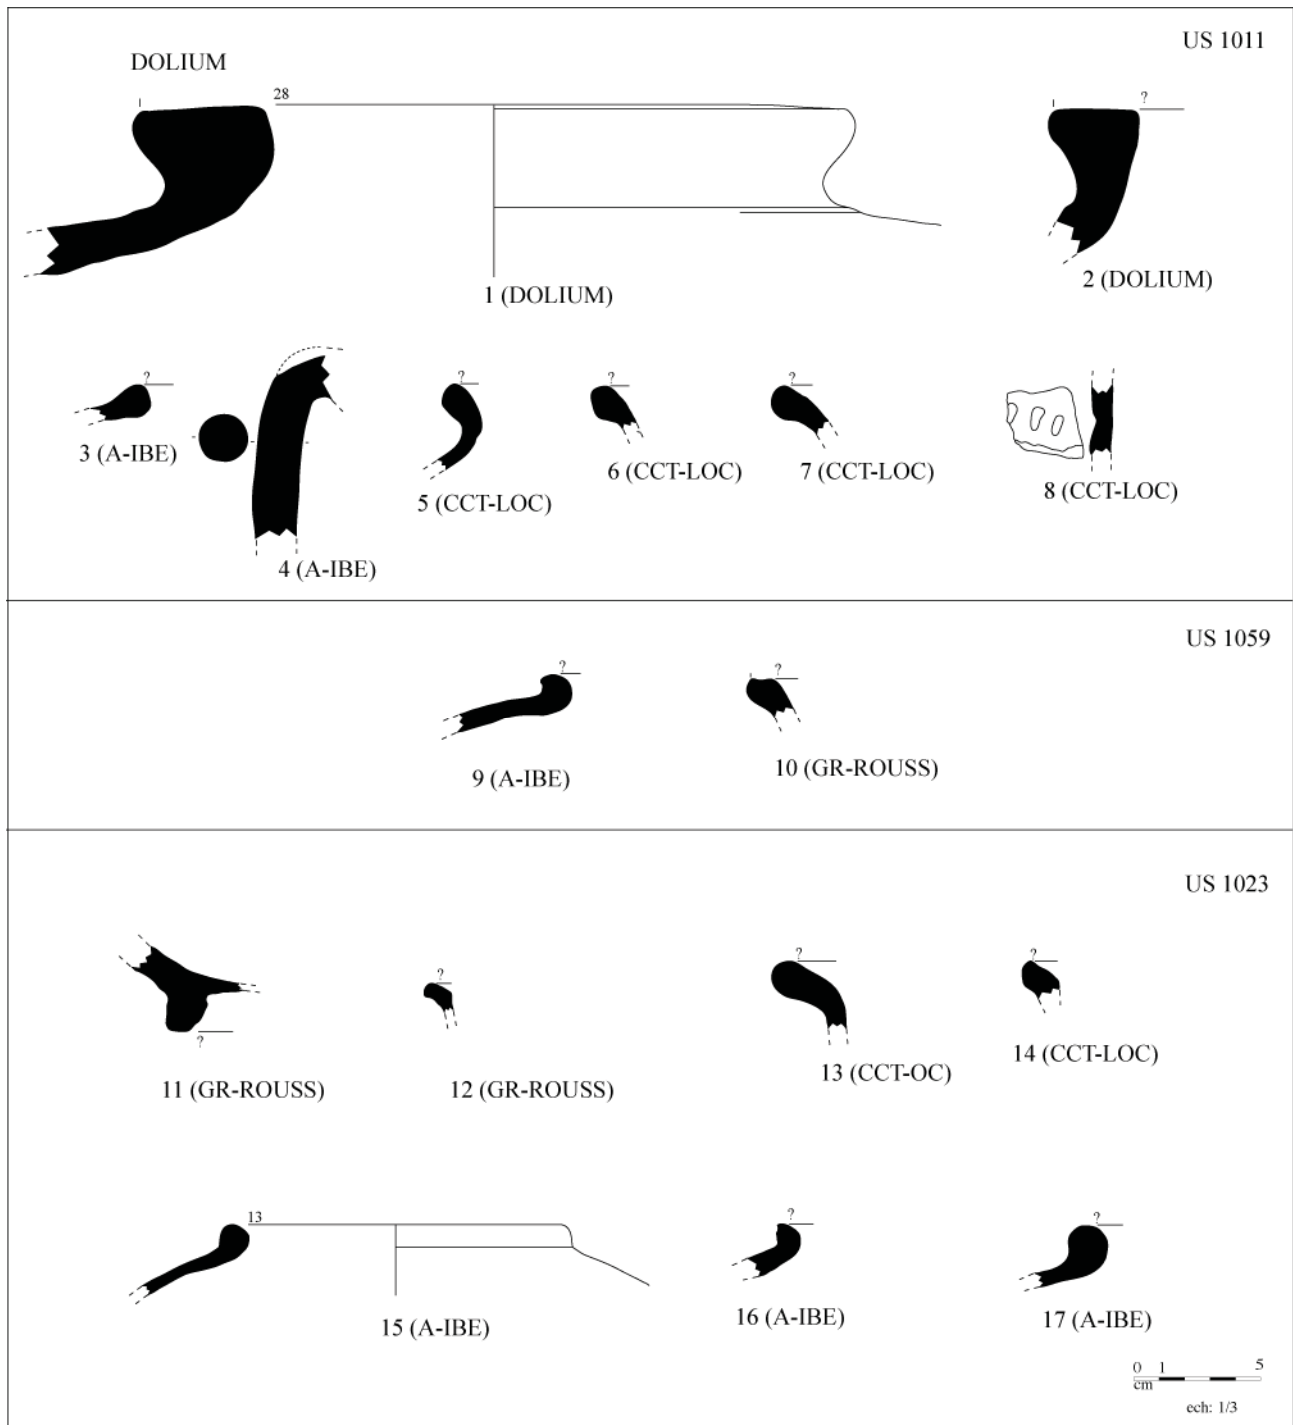 US 1011
DOLIUM
28
?
1 (DOLIUM)
2 (DOLIUM)
?
?
?
?
3 (A-IBE)
4 (A-IBE)
5 (CCT-LOC)
6 (CCT-LOC)
7 (CCT-LOC)
8 (CCT-LOC)
US 1059
?
?
9 (A-IBE)
10 (GR-ROUSS)
US 1023
?
?
?
?
11 (GR-ROUSS)
12 (GR-ROUSS)
13 (CCT-OC)
14 (CCT-LOC)
13
?
?
15 (A-IBE)
16 (A-IBE)
17 (A-IBE)
0 1 5
cm
ech: 1/3